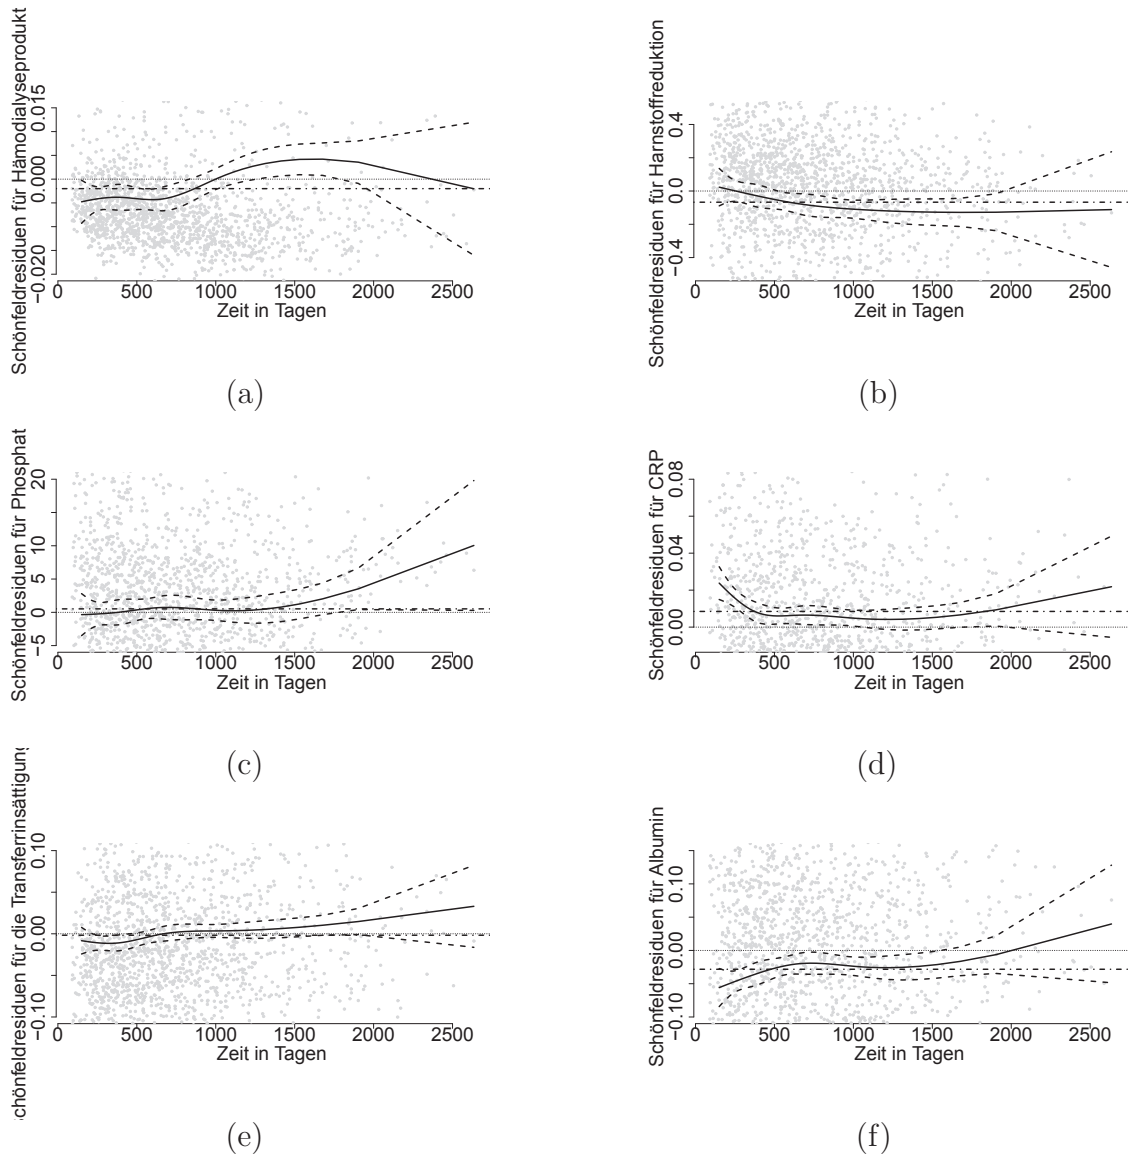 Schönfeldresiduen für Hämodialyseprodukt
0.015
0.000
−0.020
0 500 1000 1500 2000 2500
Zeit in Tagen
(a)
Schönfeldresiduen für Harnstoffreduktion
0.4
0.0
−0.4
0 500 1000 1500 2000 2500
Zeit in Tagen
(b)
Schönfeldresiduen für Phosphat
20
10
5
0
−5
0 500 1000 1500 2000 2500
Zeit in Tagen
(c)
Schönfeldresiduen für CRP
0.08
0.04
0.00
0 500 1000 1500 2000 2500
Zeit in Tagen
(d)
chönfeldresiduen für die Transferrinsättigung
0.10
0.00
−0.10
0 500 1000 1500 2000 2500
Zeit in Tagen
(e)
Schönfeldresiduen für Albumin
0.10
0.00
−0.10
0 500 1000 1500 2000 2500
Zeit in Tagen
(f)